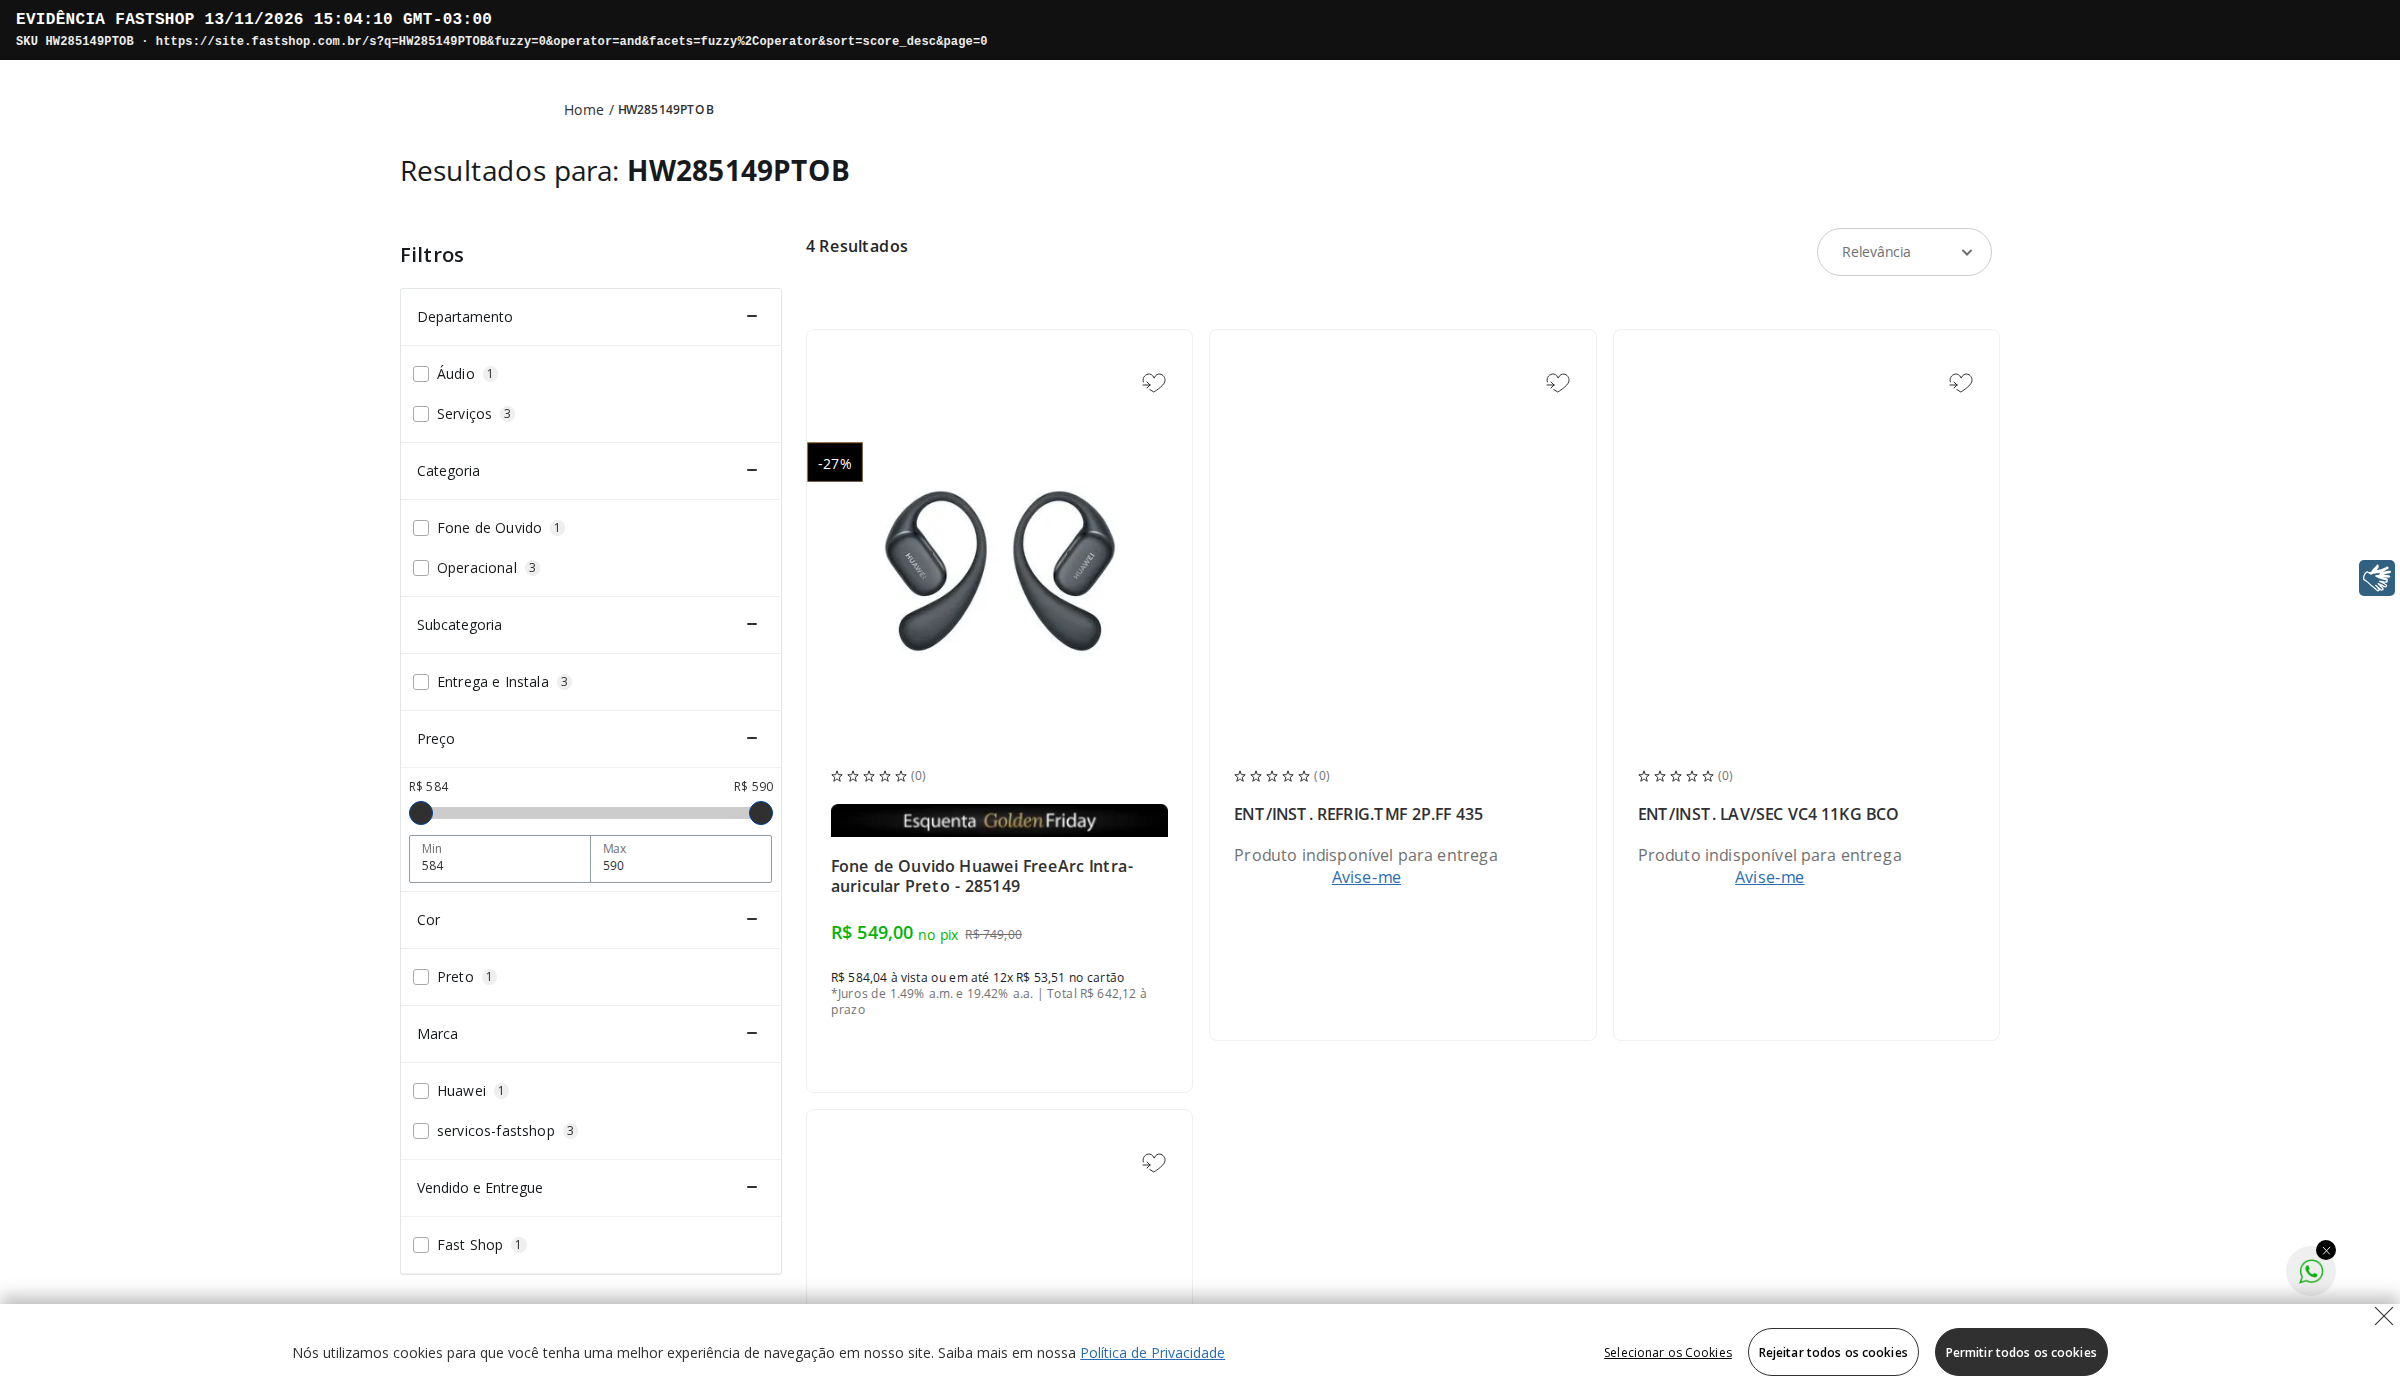 EVIDÊNCIA FASTSHOP 13/11/2026 15:04:10 GMT-03:00
SKU HW285149PTOB · https://site.fastshop.com.br/s?q=HW285149PTOB&fuzzy=0&operator=and&facets=fuzzy%2Coperator&sort=score_desc&page=0
Home / HW285149PTOB
Resultados para: HW285149PTOB
Filtros
4 Resultados
Relevância
Departamento
Áudio 1
Serviços 3
Categoria
Fone de Ouvido 1
Operacional 3
Subcategoria
Entrega e Instala 3
Preço
R$ 584 R$ 590
Min Max
584 590
Cor
Preto 1
Marca
Huawei 1
servicos-fastshop 3
Vendido e Entregue
Fast Shop 1
-27%
HUAWEI HUAWEI
(0)
Esquenta Golden Friday
Fone de Ouvido Huawei FreeArc Intra-
auricular Preto - 285149
R$ 549,00 no pix R$ 749,00
R$ 584,04 à vista ou em até 12x R$ 53,51 no cartão
*Juros de 1.49% a.m. e 19.42% a.a. | Total R$ 642,12 à
prazo
(0)
ENT/INST. REFRIG.TMF 2P.FF 435
Produto indisponível para entrega
Avise-me
(0)
ENT/INST. LAV/SEC VC4 11KG BCO
Produto indisponível para entrega
Avise-me
Nós utilizamos cookies para que você tenha uma melhor experiência de navegação em nosso site. Saiba mais em nossa Política de Privacidade
Selecionar os Cookies
Rejeitar todos os cookies
Permitir todos os cookies